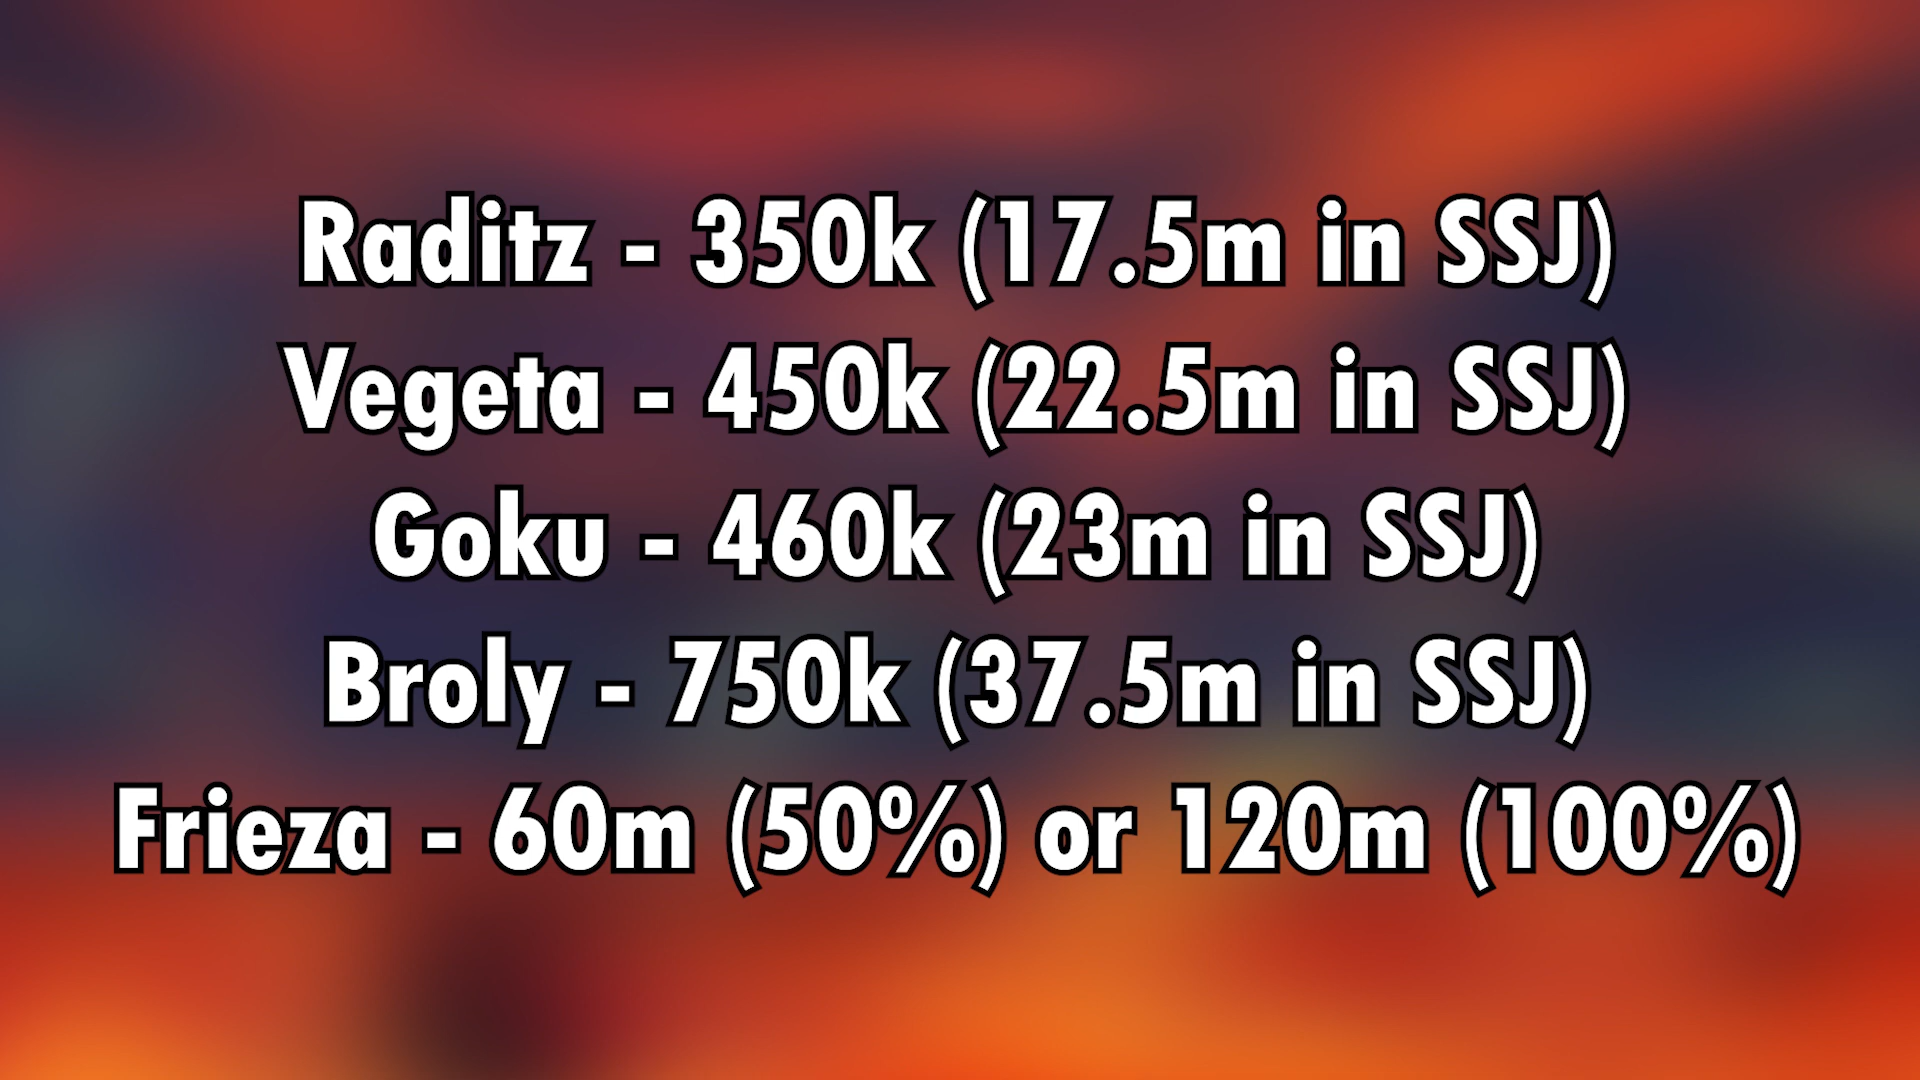 Raditz - 350k (17.5m in SSJ)
Vegeta - 450k (22.5m in SSJ)
Goku - 460k (23m in SSJ)
Broly - 750k (37.5m in SSJ)
Frieza - 60m (50%) or 120m (100%)